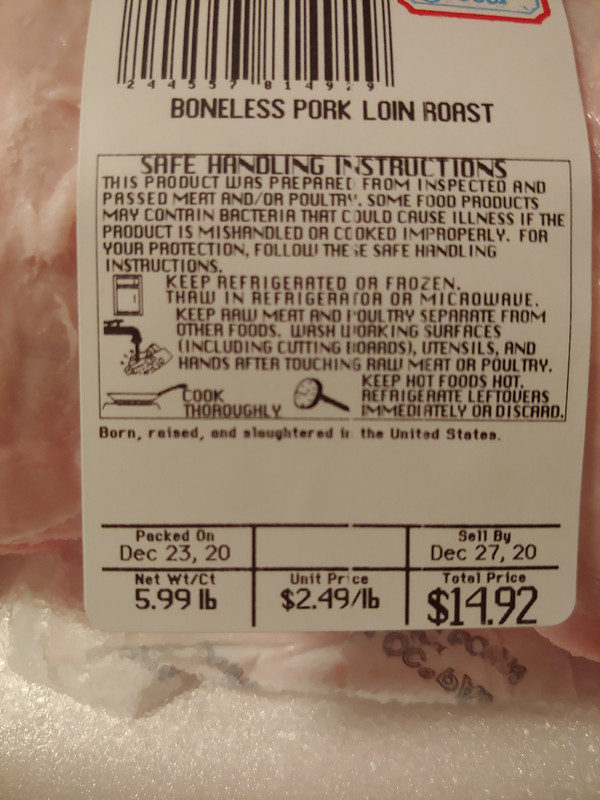 2 44557 81492 9
BONELESS PORK LOIN ROAST
SAFE HANDLING INSTRUCTIONS
THIS PRODUCT WAS PREPARED FROM INSPECTED AND
PASSED MEAT AND/OR POULTRY. SOME FOOD PRODUCTS
MAY CONTAIN BACTERIA THAT COULD CAUSE ILLNESS IF THE
PRODUCT IS MISHANDLED OR COOKED IMPROPERLY. FOR
YOUR PROTECTION, FOLLOW THESE SAFE HANDLING
INSTRUCTIONS.
KEEP REFRIGERATED OR FROZEN.
THAW IN REFRIGERATOR OR MICROWAVE.
KEEP RAW MEAT AND POULTRY SEPARATE FROM
OTHER FOODS. WASH WORKING SURFACES
(INCLUDING CUTTING BOARDS), UTENSILS, AND
HANDS AFTER TOUCHING RAW MEAT OR POULTRY.
COOK
THOROUGHLY
KEEP HOT FOODS HOT.
REFRIGERATE LEFTOVERS
IMMEDIATELY OR DISCARD.
Born, raised, and slaughtered in the United States.
Packed On
Dec 23, 20
Sell By
Dec 27, 20
Net Wt/Ct
5.99 lb
Unit Price
$2.49/lb
Total Price
$14.92